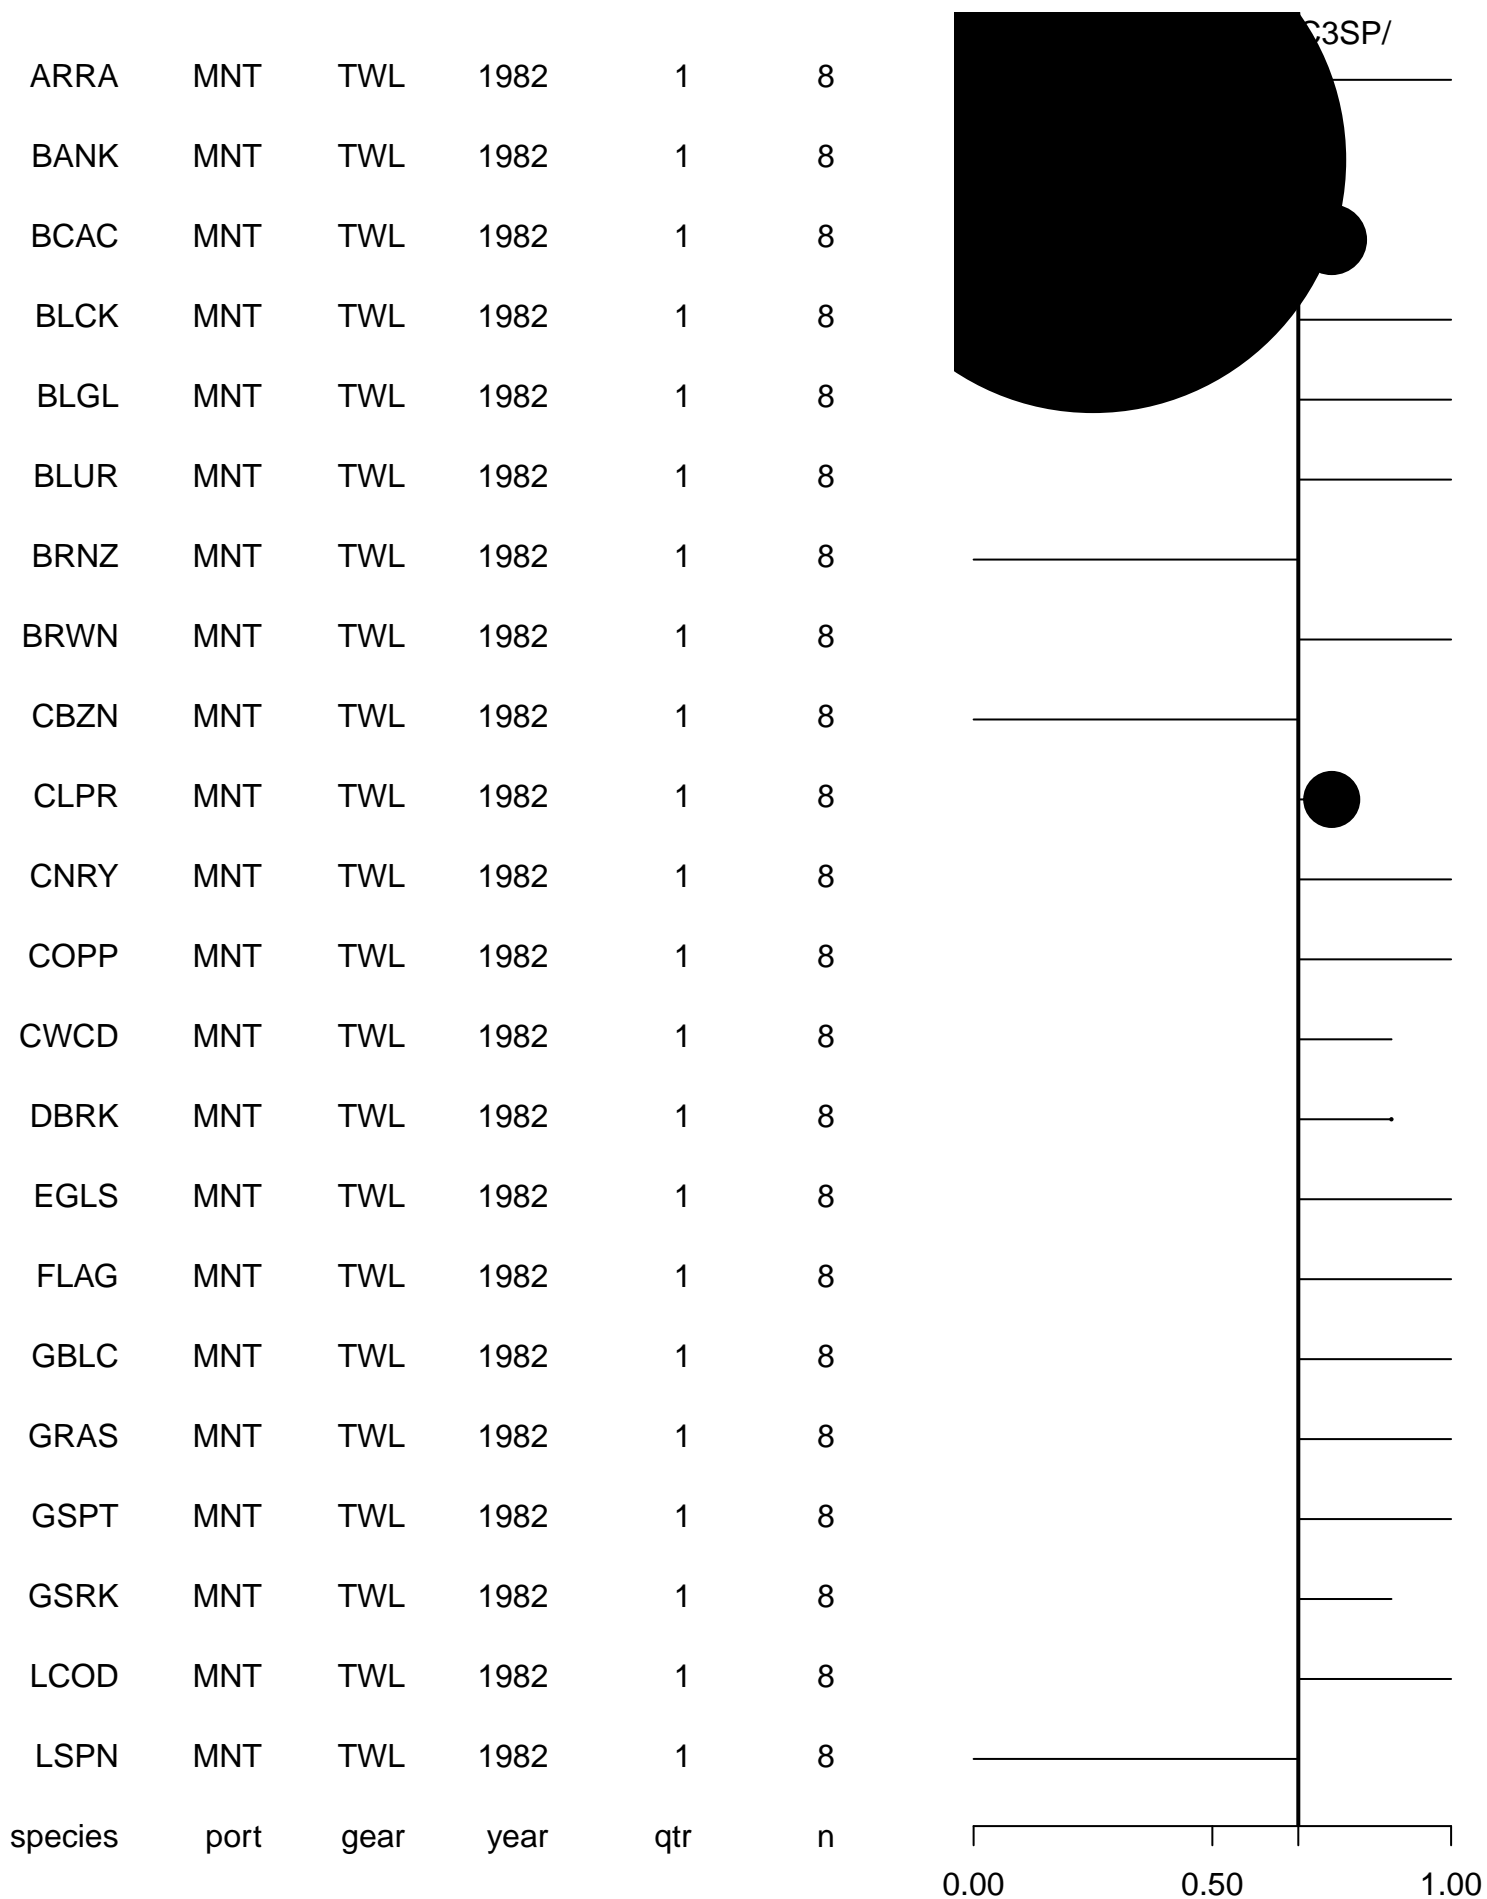 C3SP/
ARRA MNT TWL 1982 1 8
BANK MNT TWL 1982 1 8
BCAC MNT TWL 1982 1 8
BLCK MNT TWL 1982 1 8
BLGL MNT TWL 1982 1 8
BLUR MNT TWL 1982 1 8
BRNZ MNT TWL 1982 1 8
BRWN MNT TWL 1982 1 8
CBZN MNT TWL 1982 1 8
CLPR MNT TWL 1982 1 8
CNRY MNT TWL 1982 1 8
COPP MNT TWL 1982 1 8
CWCD MNT TWL 1982 1 8
DBRK MNT TWL 1982 1 8
EGLS MNT TWL 1982 1 8
FLAG MNT TWL 1982 1 8
GBLC MNT TWL 1982 1 8
GRAS MNT TWL 1982 1 8
GSPT MNT TWL 1982 1 8
GSRK MNT TWL 1982 1 8
LCOD MNT TWL 1982 1 8
LSPN MNT TWL 1982 1 8
species port gear year qtr n
0.00 0.50 1.00